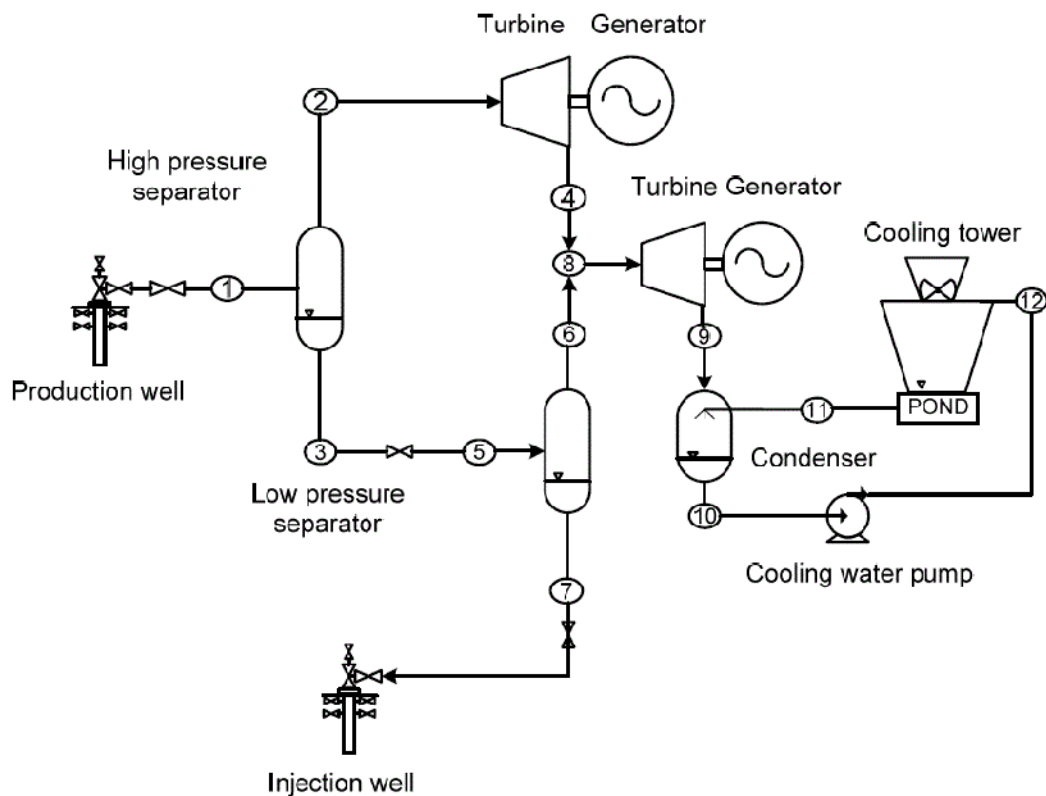 Turbine Generator
2
High pressure
separator
4
Turbine Generator
Cooling tower
1
8
12
6
9
Production well
11
POND
3
5
Condenser
Low pressure
separator
10
Cooling water pump
7
Injection well